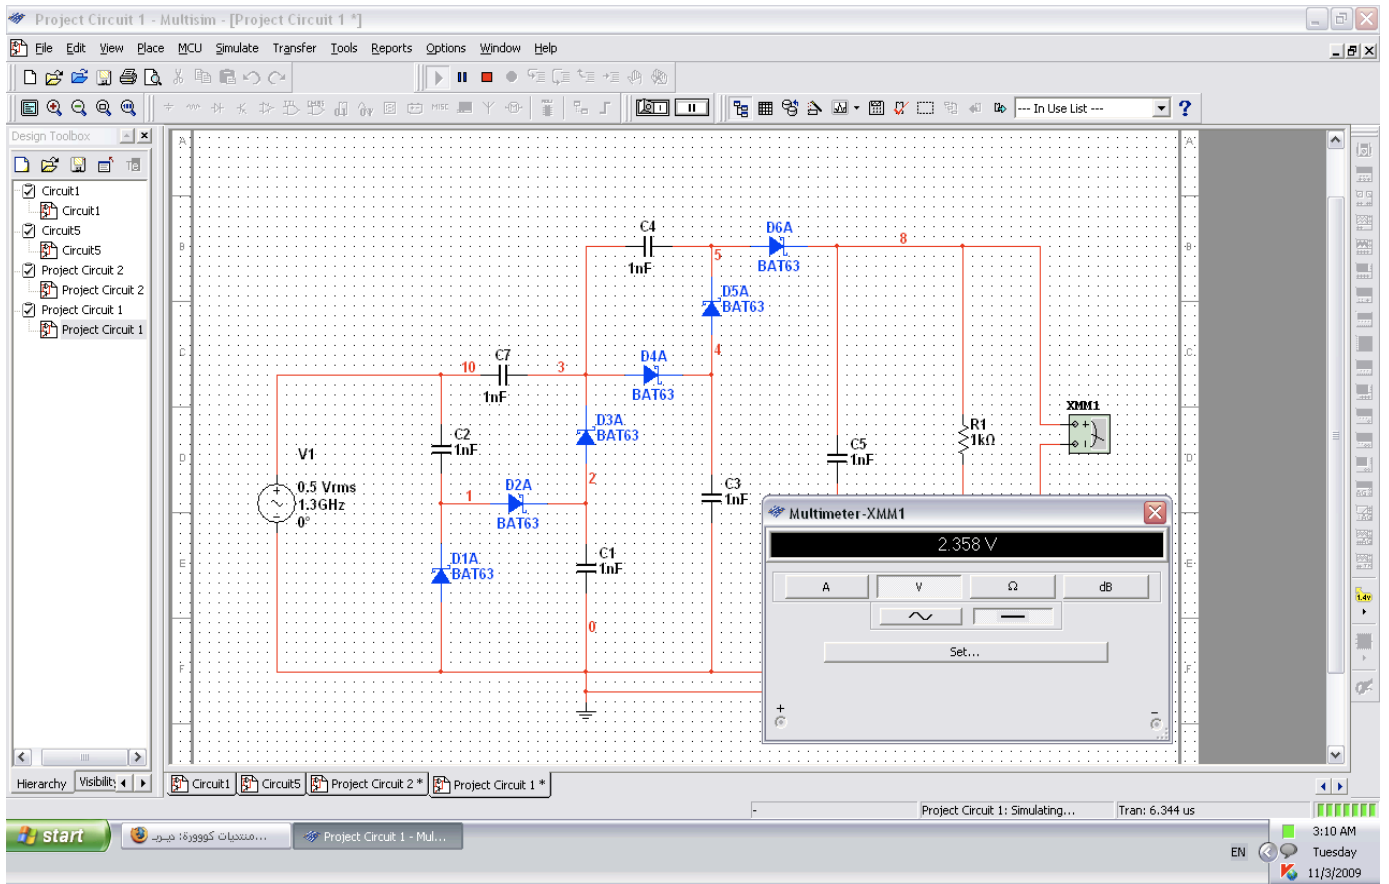 Project Circuit 1 - Multisim - [Project Circuit 1 *]
File Edit View Place MCU Simulate Transfer Tools Reports Options Window Help
MISC
--- In Use List ---
?
Design Toolbox
Circuit1
Circuit1
Circuit5
Circuit5
Project Circuit 2
Project Circuit 2
Project Circuit 1
Project Circuit 1
A
B
C
D
E
F
A
B
C
D
E
F
C4
1nF
5
D6A
BAT63
8
D5A
BAT63
10
C7
1nF
3
D4A
BAT63
4
XMM1
C2
1nF
D3A
BAT63
R1
1kΩ
C5
1nF
V1
0.5 Vrms
1.3GHz
0°
1
D2A
BAT63
2
C3
1nF
D1A
BAT63
C1
1nF
0
Multimeter-XMM1
2.358 V
A V Ω dB
Set...
+ -
1.4v
Hierarchy Visibility
Circuit1 Circuit5 Project Circuit 2 * Project Circuit 1 *
- Project Circuit 1: Simulating... Tran: 6.344 us
start
منتديات كووورة: ديربـ...
Project Circuit 1 - Mul...
EN
3:10 AM
Tuesday
11/3/2009